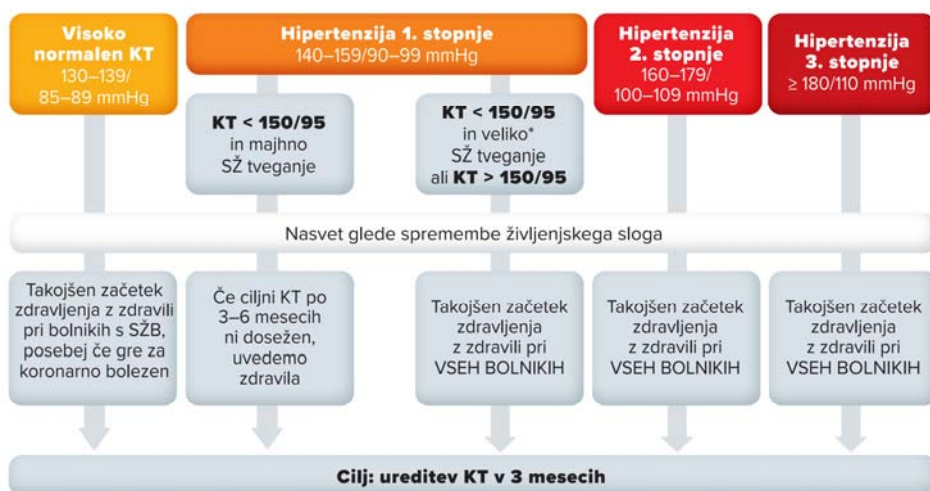 Visoko
normalen KT
130–139/
85–89 mmHg
Hipertenzija 1. stopnje
140–159/90–99 mmHg
Hipertenzija
2. stopnje
160–179/
100–109 mmHg
Hipertenzija
3. stopnje
≥ 180/110 mmHg
KT < 150/95
in majhno
SŽ tveganje
KT < 150/95
in veliko*
SŽ tveganje
ali KT > 150/95
Nasvet glede spremembe življenjskega sloga
Takojšen začetek
zdravljenja z zdravili
pri bolnikih s SŽB,
posebej če gre za
koronarno bolezen
Če ciljni KT po
3–6 mesecih
ni dosežen,
uvedemo
zdravila
Takojšen začetek
zdravljenja
z zdravili pri
VSEH BOLNIKIH
Takojšen začetek
zdravljenja
z zdravili pri
VSEH BOLNIKIH
Takojšen začetek
zdravljenja
z zdravili pri
VSEH BOLNIKIH
Cilj: ureditev KT v 3 mesecih